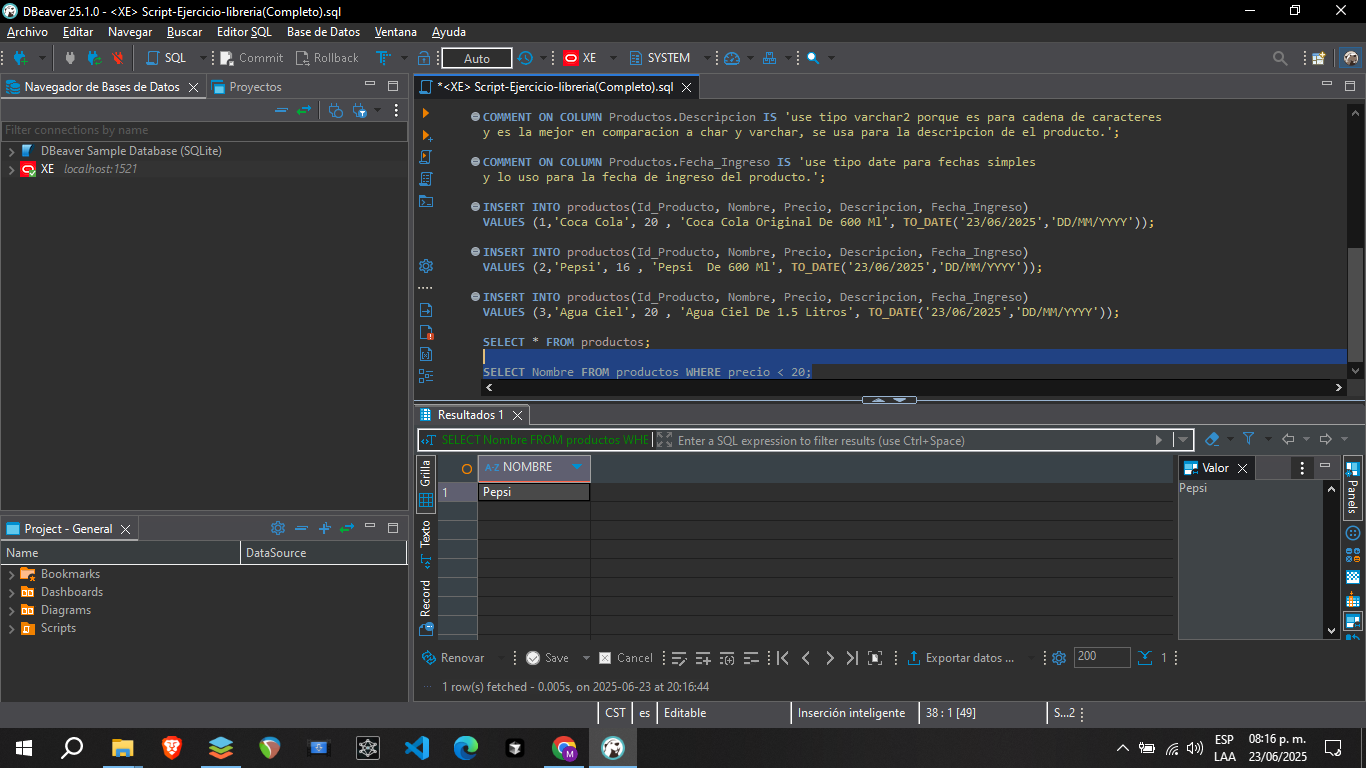 DBeaver 25.1.0 - <XE> Script-Ejercicio-libreria(Completo).sql
Archivo Editar Navegar Buscar Editor SQL Base de Datos Ventana Ayuda
SQL Commit Rollback Auto XE SYSTEM
Navegador de Bases de Datos Proyectos
Filter connections by name
DBeaver Sample Database (SQLite)
XE localhost:1521
Project - General
Name DataSource
Bookmarks
Dashboards
Diagrams
Scripts
*<XE> Script-Ejercicio-libreria(Completo).sql
COMMENT ON COLUMN Productos.Descripcion IS 'use tipo varchar2 porque es para cadena de caracteres
y es la mejor en comparacion a char y varchar, se usa para la descripcion de el producto.';
COMMENT ON COLUMN Productos.Fecha_Ingreso IS 'use tipo date para fechas simples
y lo uso para la fecha de ingreso del producto.';
INSERT INTO productos(Id_Producto, Nombre, Precio, Descripcion, Fecha_Ingreso)
VALUES (1,'Coca Cola', 20 , 'Coca Cola Original De 600 Ml', TO_DATE('23/06/2025','DD/MM/YYYY'));
INSERT INTO productos(Id_Producto, Nombre, Precio, Descripcion, Fecha_Ingreso)
VALUES (2,'Pepsi', 16 , 'Pepsi  De 600 Ml', TO_DATE('23/06/2025','DD/MM/YYYY'));
INSERT INTO productos(Id_Producto, Nombre, Precio, Descripcion, Fecha_Ingreso)
VALUES (3,'Agua Ciel', 20 , 'Agua Ciel De 1.5 Litros', TO_DATE('23/06/2025','DD/MM/YYYY'));
SELECT * FROM productos;
SELECT Nombre FROM productos WHERE precio < 20;
Resultados 1
SELECT Nombre FROM productos WHE Enter a SQL expression to filter results (use Ctrl+Space)
Grilla
Texto
Record
A-Z NOMBRE
1 Pepsi
Valor
Pepsi
Panels
Renovar Save Cancel Exportar datos ... 200 1
1 row(s) fetched - 0.005s, on 2025-06-23 at 20:16:44
CST es Editable Inserción inteligente 38 : 1 [49] S...2
ESP
LAA
08:16 p. m.
23/06/2025